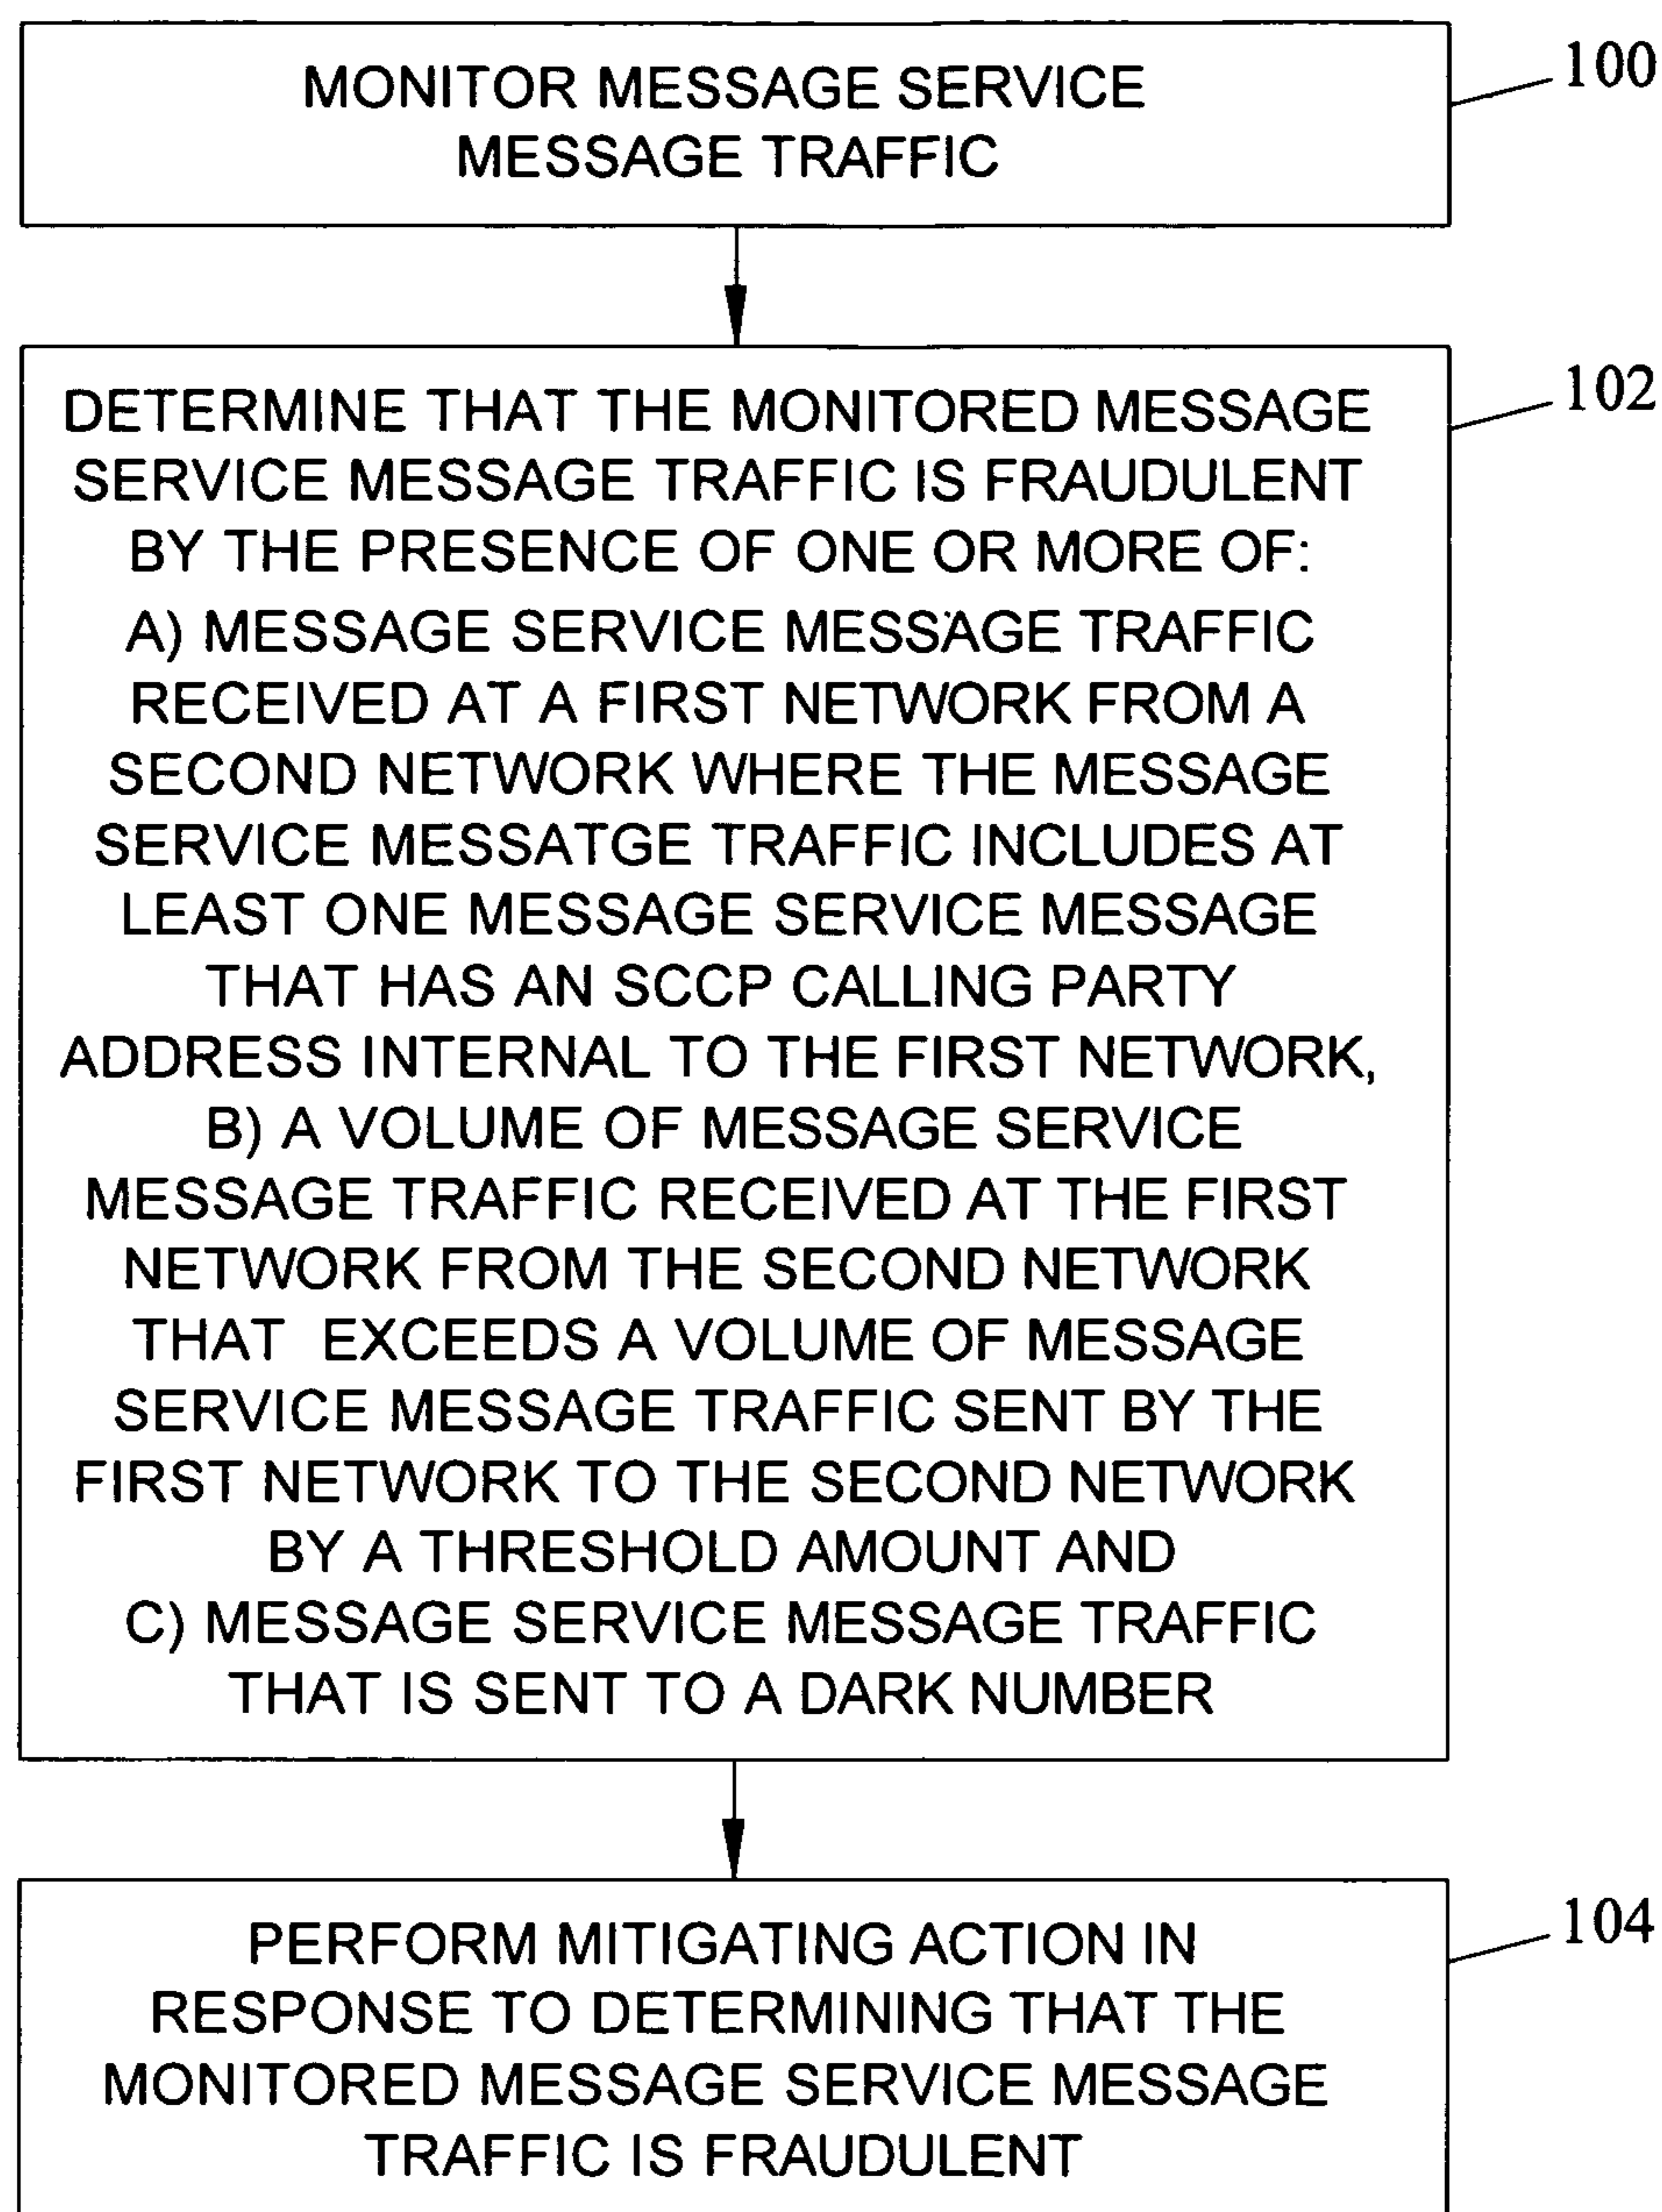 MONITOR MESSAGE SERVICE
MESSAGE TRAFFIC
100
DETERMINE THAT THE MONITORED MESSAGE
SERVICE MESSAGE TRAFFIC IS FRAUDULENT
BY THE PRESENCE OF ONE OR MORE OF:
A) MESSAGE SERVICE MESSAGE TRAFFIC
RECEIVED AT A FIRST NETWORK FROM A
SECOND NETWORK WHERE THE MESSAGE
SERVICE MESSATGE TRAFFIC INCLUDES AT
LEAST ONE MESSAGE SERVICE MESSAGE
THAT HAS AN SCCP CALLING PARTY
ADDRESS INTERNAL TO THE FIRST NETWORK,
B) A VOLUME OF MESSAGE SERVICE
MESSAGE TRAFFIC RECEIVED AT THE FIRST
NETWORK FROM THE SECOND NETWORK
THAT EXCEEDS A VOLUME OF MESSAGE
SERVICE MESSAGE TRAFFIC SENT BY THE
FIRST NETWORK TO THE SECOND NETWORK
BY A THRESHOLD AMOUNT AND
C) MESSAGE SERVICE MESSAGE TRAFFIC
THAT IS SENT TO A DARK NUMBER
102
PERFORM MITIGATING ACTION IN
RESPONSE TO DETERMINING THAT THE
MONITORED MESSAGE SERVICE MESSAGE
TRAFFIC IS FRAUDULENT
104